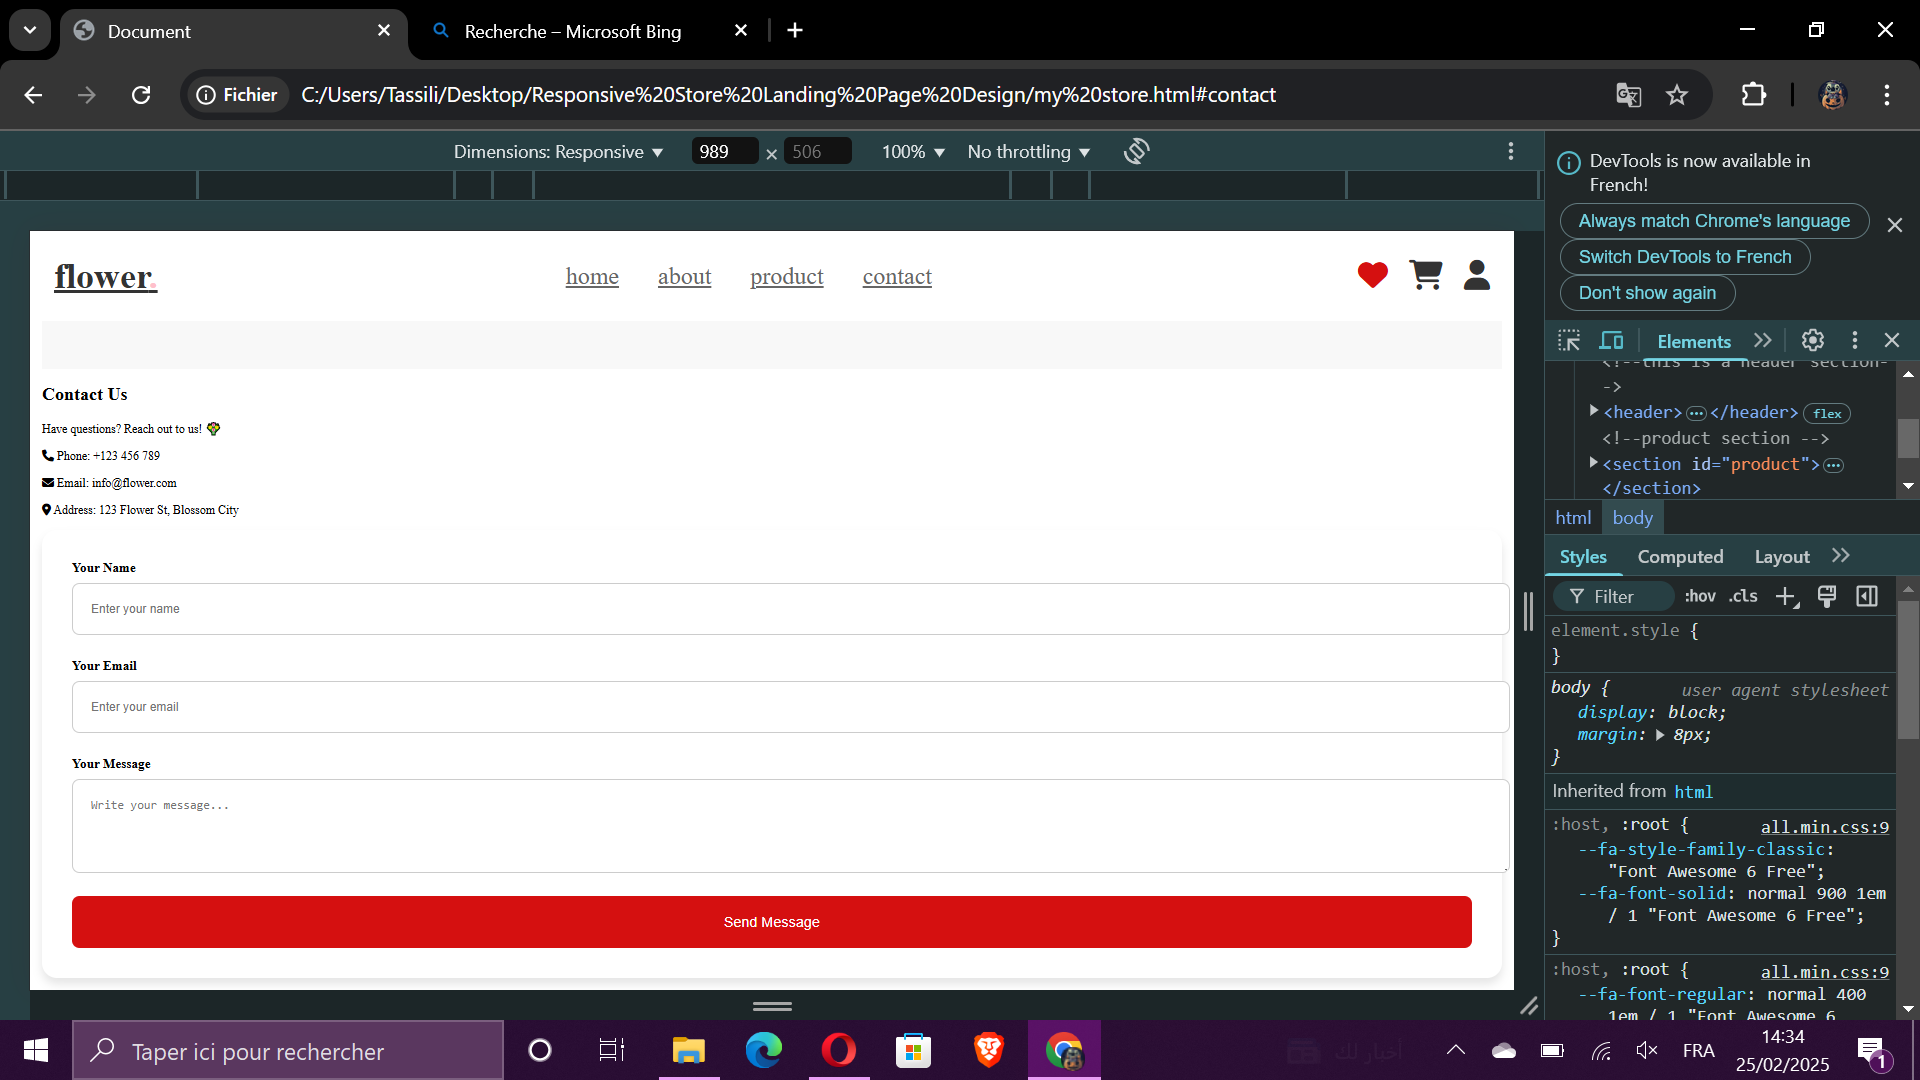 Document
Recherche – Microsoft Bing
Fichier
C:/Users/Tassili/Desktop/Responsive%20Store%20Landing%20Page%20Design/my%20store.html#contact
Dimensions: Responsive
989 × 506
100%
No throttling
DevTools is now available in
French!
Always match Chrome's language
Switch DevTools to French
Don't show again
flower.
home
about
product
contact
Contact Us
Have questions? Reach out to us!
Phone: +123 456 789
Email: info@flower.com
Address: 123 Flower St, Blossom City
Your Name
Enter your name
Your Email
Enter your email
Your Message
Write your message...
Send Message
Elements
<!--this is a header section-
->
<header> </header> flex
<!--product section -->
<section id="product">
</section>
html body
Styles
Computed
Layout
Filter
:hov .cls
element.style {
}
body { user agent stylesheet
display: block;
margin: 8px;
}
Inherited from html
:host, :root { all.min.css:9
--fa-style-family-classic:
"Font Awesome 6 Free";
--fa-font-solid: normal 900 1em
/ 1 "Font Awesome 6 Free";
}
:host, :root { all.min.css:9
--fa-font-regular: normal 400
1em / 1 "Font Awesome 6
Taper ici pour rechercher
أختار لك
FRA
14:34
25/02/2025
1